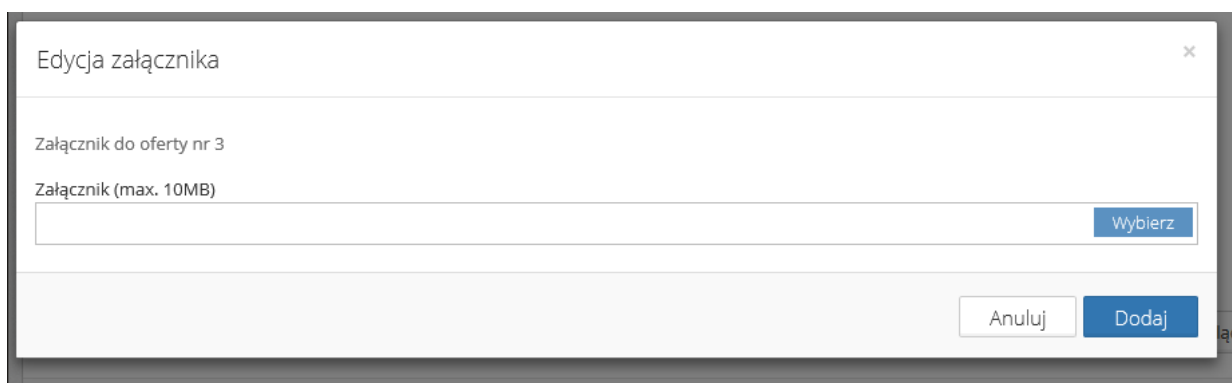 Edycja załącznika
×
Załącznik do oferty nr 3
Załącznik (max. 10MB)
Wybierz
Anuluj
Dodaj